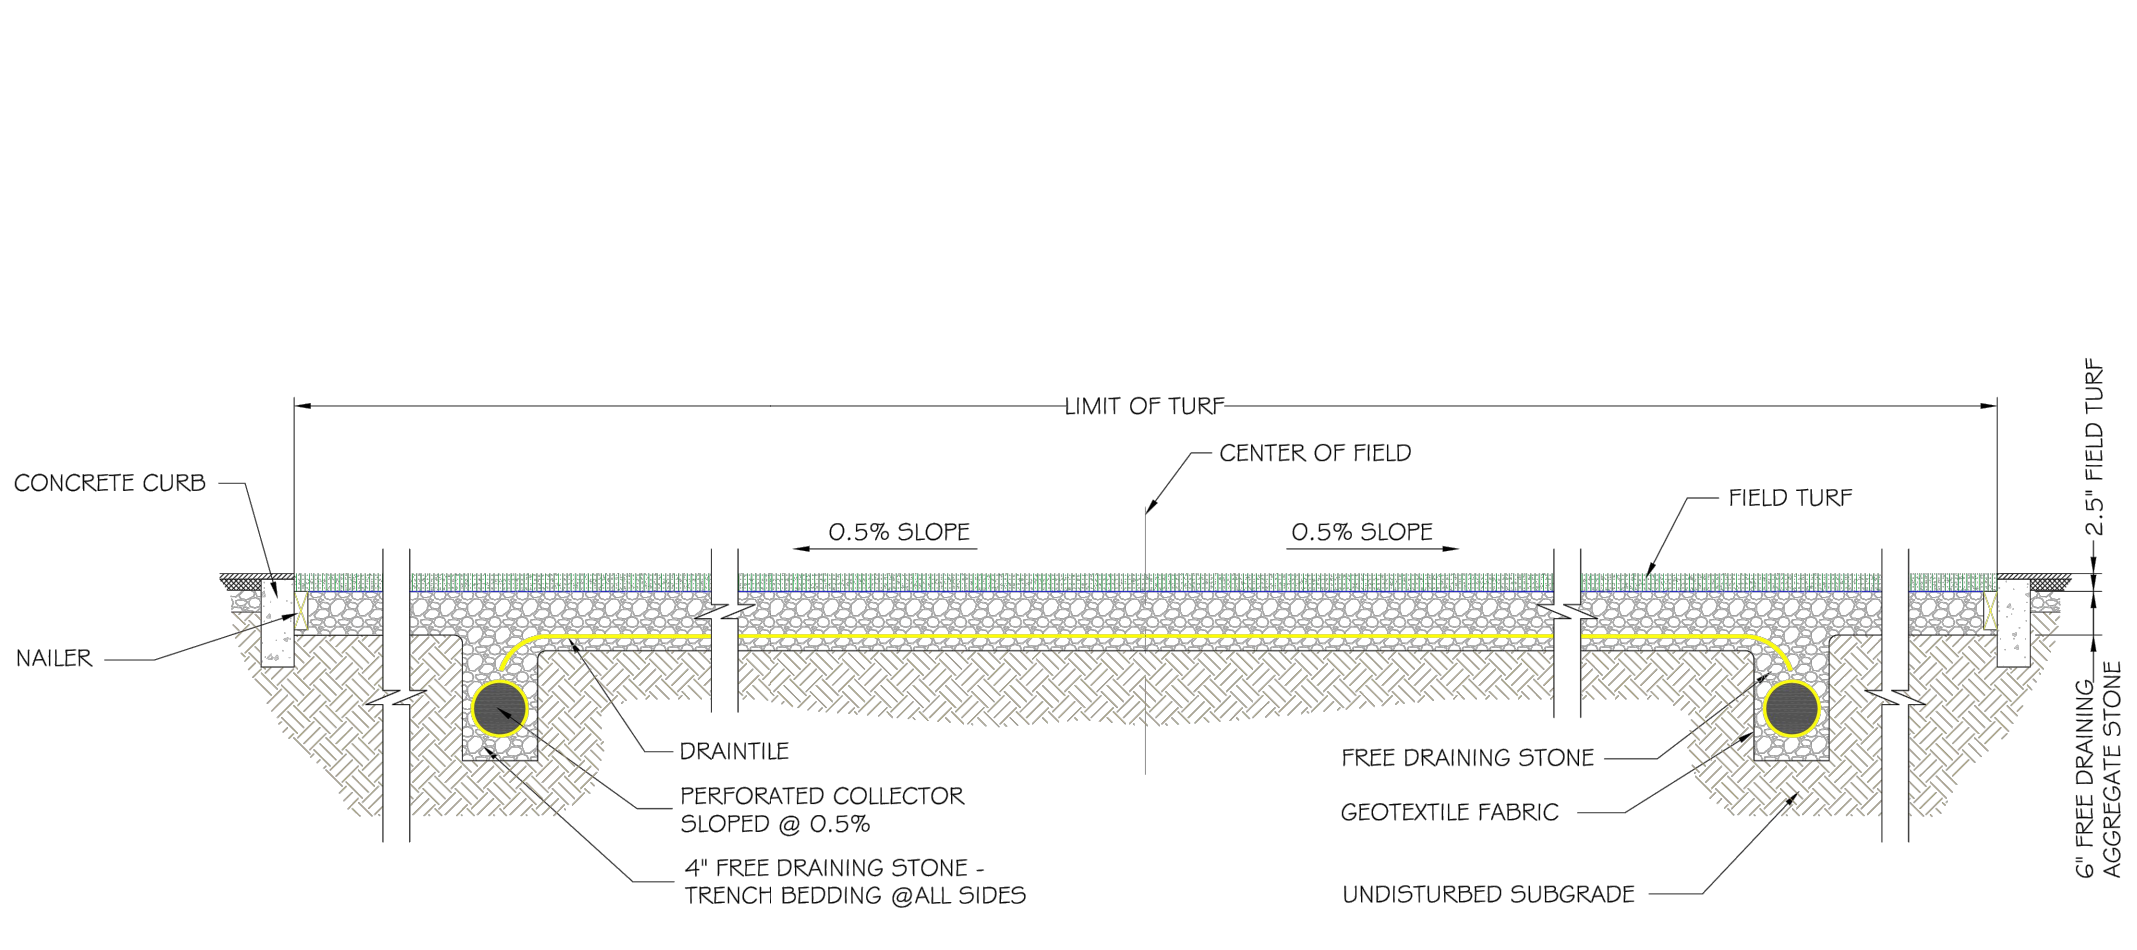 LIMIT OF TURF
CENTER OF FIELD
CONCRETE CURB
FIELD TURF
0.5% SLOPE
0.5% SLOPE
2.5" FIELD TURF
NAILER
DRAINTILE
FREE DRAINING STONE
PERFORATED COLLECTOR
SLOPED @ 0.5%
GEOTEXTILE FABRIC
4" FREE DRAINING STONE -
TRENCH BEDDING @ALL SIDES
UNDISTURBED SUBGRADE
6" FREE DRAINING
AGGREGATE STONE